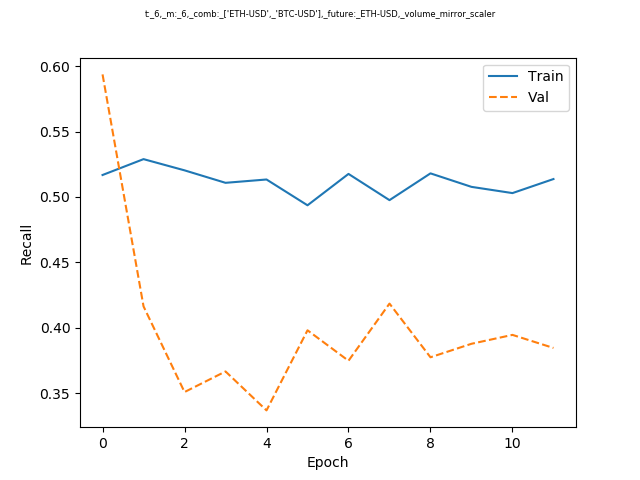 t:_6,_m:_6,_comb:_['ETH-USD',_'BTC-USD'],_future:_ETH-USD,_volume_mirror_scaler
Train
Val
0.60
0.55
0.50
0.45
0.40
0.35
Recall
0 2 4 6 8 10
Epoch